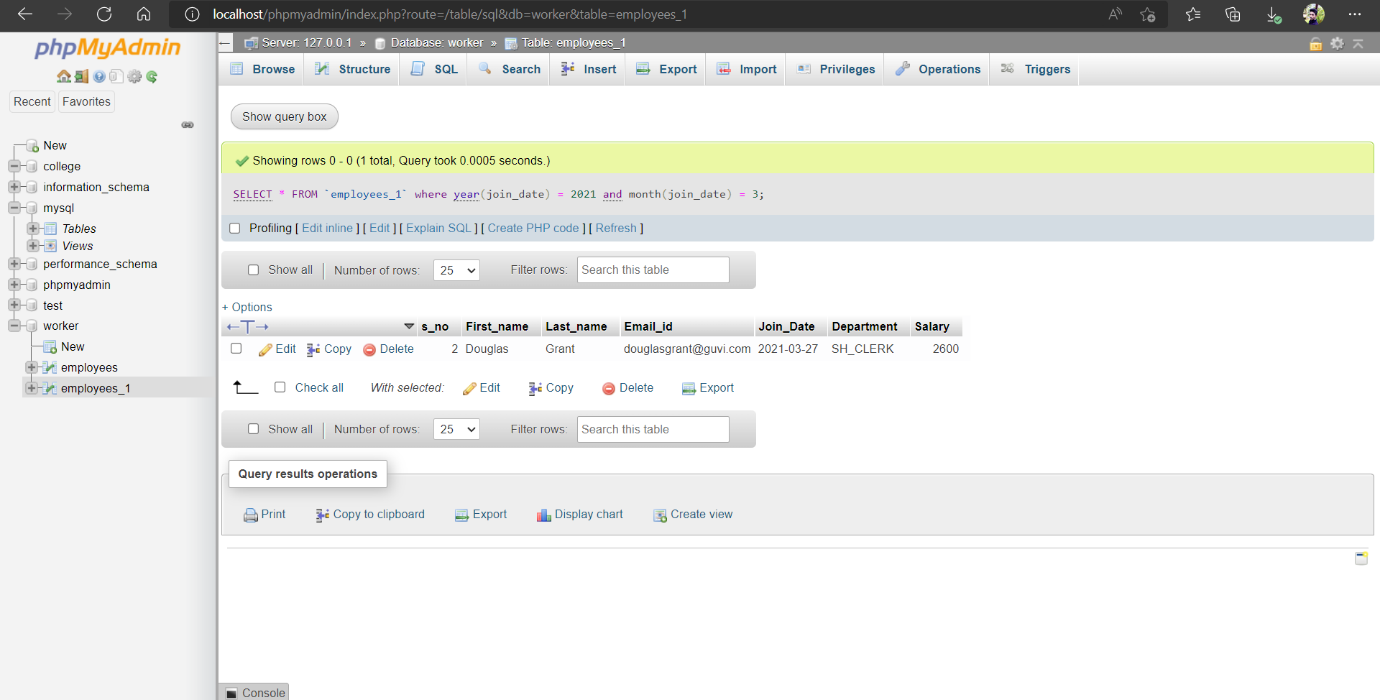 localhost/phpmyadmin/index.php?route=/table/sql&db=worker&table=employees_1
phpMyAdmin
Recent Favorites
New
college
information_schema
mysql
Tables
Views
performance_schema
phpmyadmin
test
worker
New
employees
employees_1
Server: 127.0.0.1 » Database: worker » Table: employees_1
Browse Structure SQL Search Insert Export Import Privileges Operations Triggers
Show query box
Showing rows 0 - 0 (1 total, Query took 0.0005 seconds.)
SELECT * FROM `employees_1` where year(join_date) = 2021 and month(join_date) = 3;
Profiling [ Edit inline ] [ Edit ] [ Explain SQL ] [ Create PHP code ] [ Refresh ]
Show all | Number of rows: 25 Filter rows: Search this table
+ Options
←T→ s_no First_name Last_name Email_id Join_Date Department Salary
Edit Copy Delete 2 Douglas Grant douglasgrant@guvi.com 2021-03-27 SH_CLERK 2600
Check all With selected: Edit Copy Delete Export
Show all | Number of rows: 25 Filter rows: Search this table
Query results operations
Print Copy to clipboard Export Display chart Create view
Console